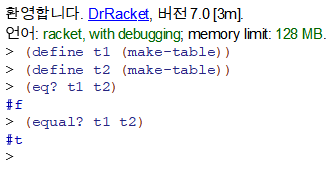 환영합니다. DrRacket, 버전 7.0 [3m].
언어: racket, with debugging; memory limit: 128 MB.
> (define t1 (make-table))
> (define t2 (make-table))
> (eq? t1 t2)
#f
> (equal? t1 t2)
#t
>